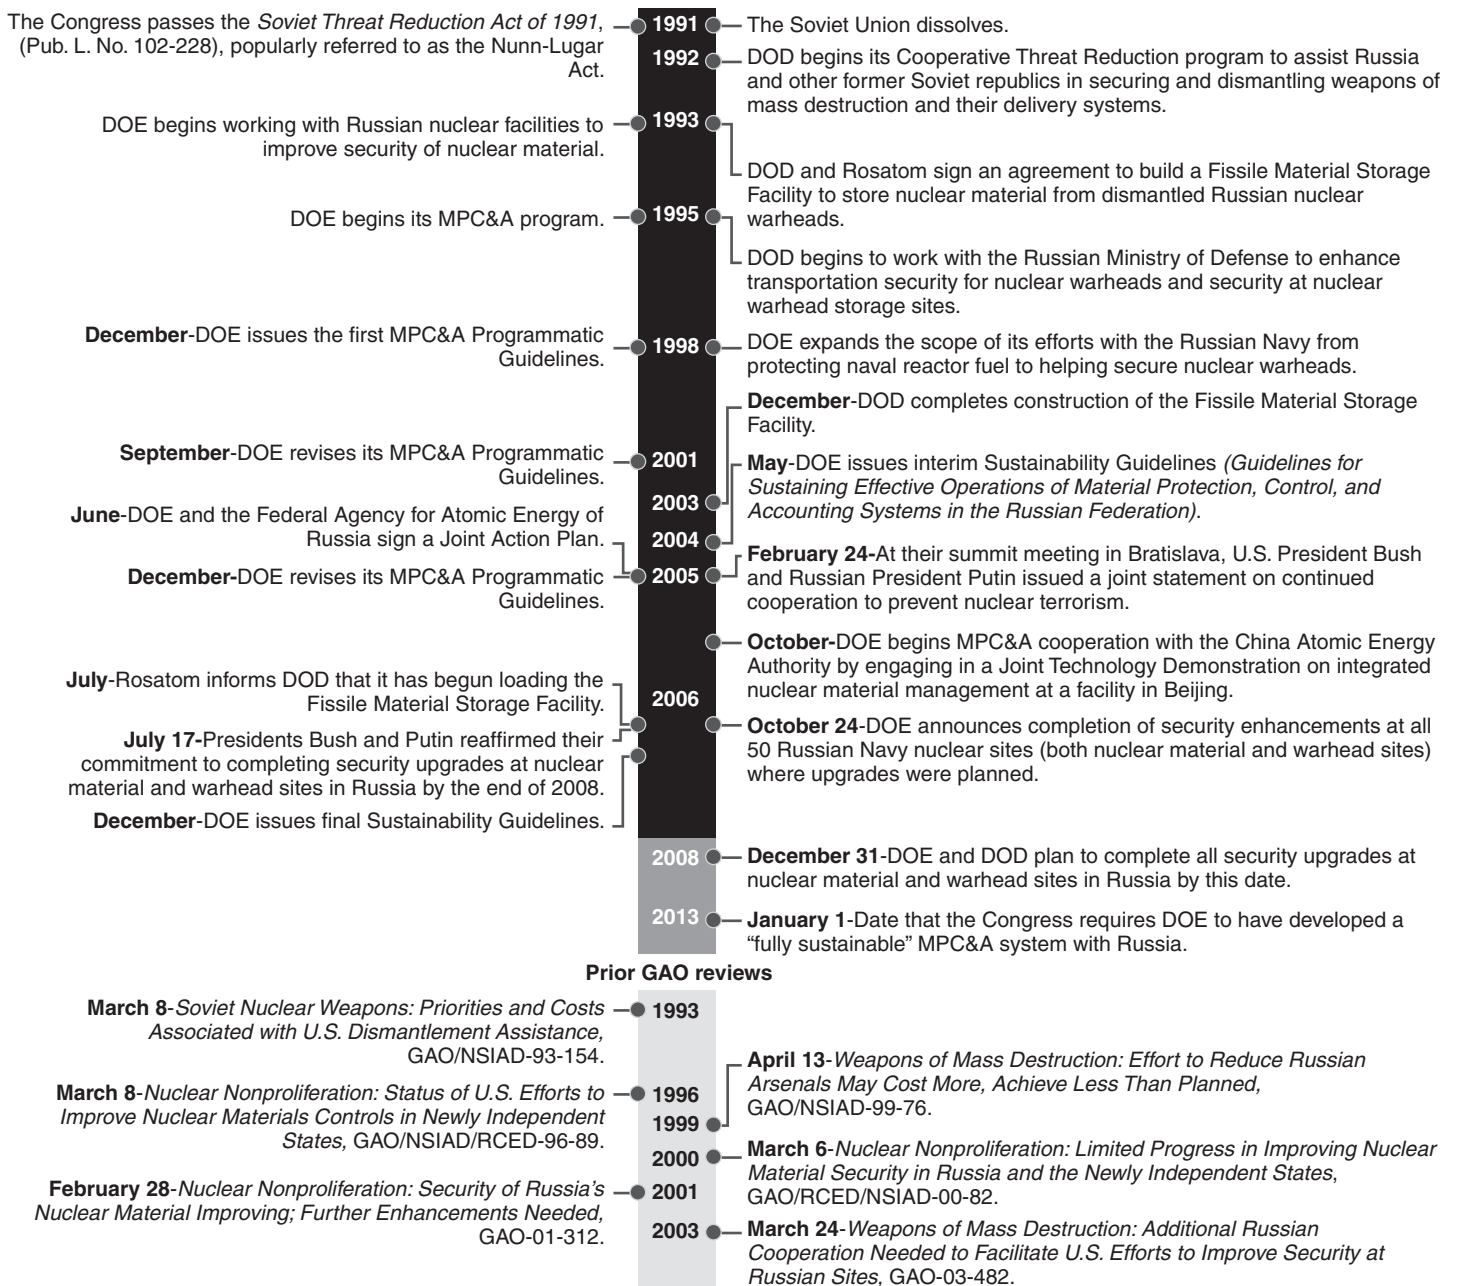 The Congress passes the Soviet Threat Reduction Act of 1991,
(Pub. L. No. 102-228), popularly referred to as the Nunn-Lugar
Act.
1991
The Soviet Union dissolves.
1992
DOD begins its Cooperative Threat Reduction program to assist Russia
and other former Soviet republics in securing and dismantling weapons of
mass destruction and their delivery systems.
DOE begins working with Russian nuclear facilities to
improve security of nuclear material.
1993
DOD and Rosatom sign an agreement to build a Fissile Material Storage
Facility to store nuclear material from dismantled Russian nuclear
warheads.
DOE begins its MPC&A program.
1995
DOD begins to work with the Russian Ministry of Defense to enhance
transportation security for nuclear warheads and security at nuclear
warhead storage sites.
December-DOE issues the first MPC&A Programmatic
Guidelines.
1998
DOE expands the scope of its efforts with the Russian Navy from
protecting naval reactor fuel to helping secure nuclear warheads.
December-DOD completes construction of the Fissile Material Storage
Facility.
September-DOE revises its MPC&A Programmatic
Guidelines.
2001
May-DOE issues interim Sustainability Guidelines (Guidelines for
Sustaining Effective Operations of Material Protection, Control, and
Accounting Systems in the Russian Federation).
2003
June-DOE and the Federal Agency for Atomic Energy of
Russia sign a Joint Action Plan.
2004
February 24-At their summit meeting in Bratislava, U.S. President Bush
and Russian President Putin issued a joint statement on continued
cooperation to prevent nuclear terrorism.
December-DOE revises its MPC&A Programmatic
Guidelines.
2005
October-DOE begins MPC&A cooperation with the China Atomic Energy
Authority by engaging in a Joint Technology Demonstration on integrated
nuclear material management at a facility in Beijing.
July-Rosatom informs DOD that it has begun loading the
Fissile Material Storage Facility.
2006
October 24-DOE announces completion of security enhancements at all
50 Russian Navy nuclear sites (both nuclear material and warhead sites)
where upgrades were planned.
July 17-Presidents Bush and Putin reaffirmed their
commitment to completing security upgrades at nuclear
material and warhead sites in Russia by the end of 2008.
December-DOE issues final Sustainability Guidelines.
2008
December 31-DOE and DOD plan to complete all security upgrades at
nuclear material and warhead sites in Russia by this date.
2013
January 1-Date that the Congress requires DOE to have developed a
“fully sustainable” MPC&A system with Russia.
Prior GAO reviews
March 8-Soviet Nuclear Weapons: Priorities and Costs
Associated with U.S. Dismantlement Assistance,
GAO/NSIAD-93-154.
1993
April 13-Weapons of Mass Destruction: Effort to Reduce Russian
Arsenals May Cost More, Achieve Less Than Planned,
GAO/NSIAD-99-76.
March 8-Nuclear Nonproliferation: Status of U.S. Efforts to
Improve Nuclear Materials Controls in Newly Independent
States, GAO/NSIAD/RCED-96-89.
1996
1999
2000
March 6-Nuclear Nonproliferation: Limited Progress in Improving Nuclear
Material Security in Russia and the Newly Independent States,
GAO/RCED/NSIAD-00-82.
February 28-Nuclear Nonproliferation: Security of Russia’s
Nuclear Material Improving; Further Enhancements Needed,
GAO-01-312.
2001
2003
March 24-Weapons of Mass Destruction: Additional Russian
Cooperation Needed to Facilitate U.S. Efforts to Improve Security at
Russian Sites, GAO-03-482.